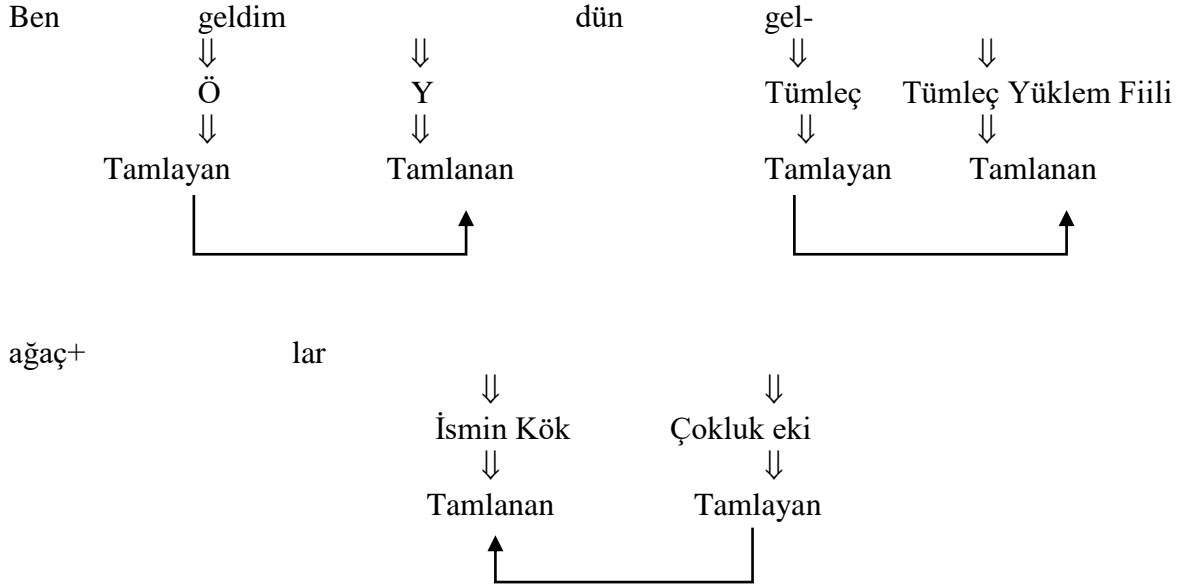 Ben geldim dün gel-
⇓ ⇓ ⇓ ⇓
Ö Y Tümleç Tümleç Yüklem Fiili
⇓ ⇓ ⇓ ⇓
Tamlayan Tamlanan Tamlayan Tamlanan
ağaç+ lar
⇓ ⇓
İsmin Kök Çokluk eki
⇓ ⇓
Tamlanan Tamlayan